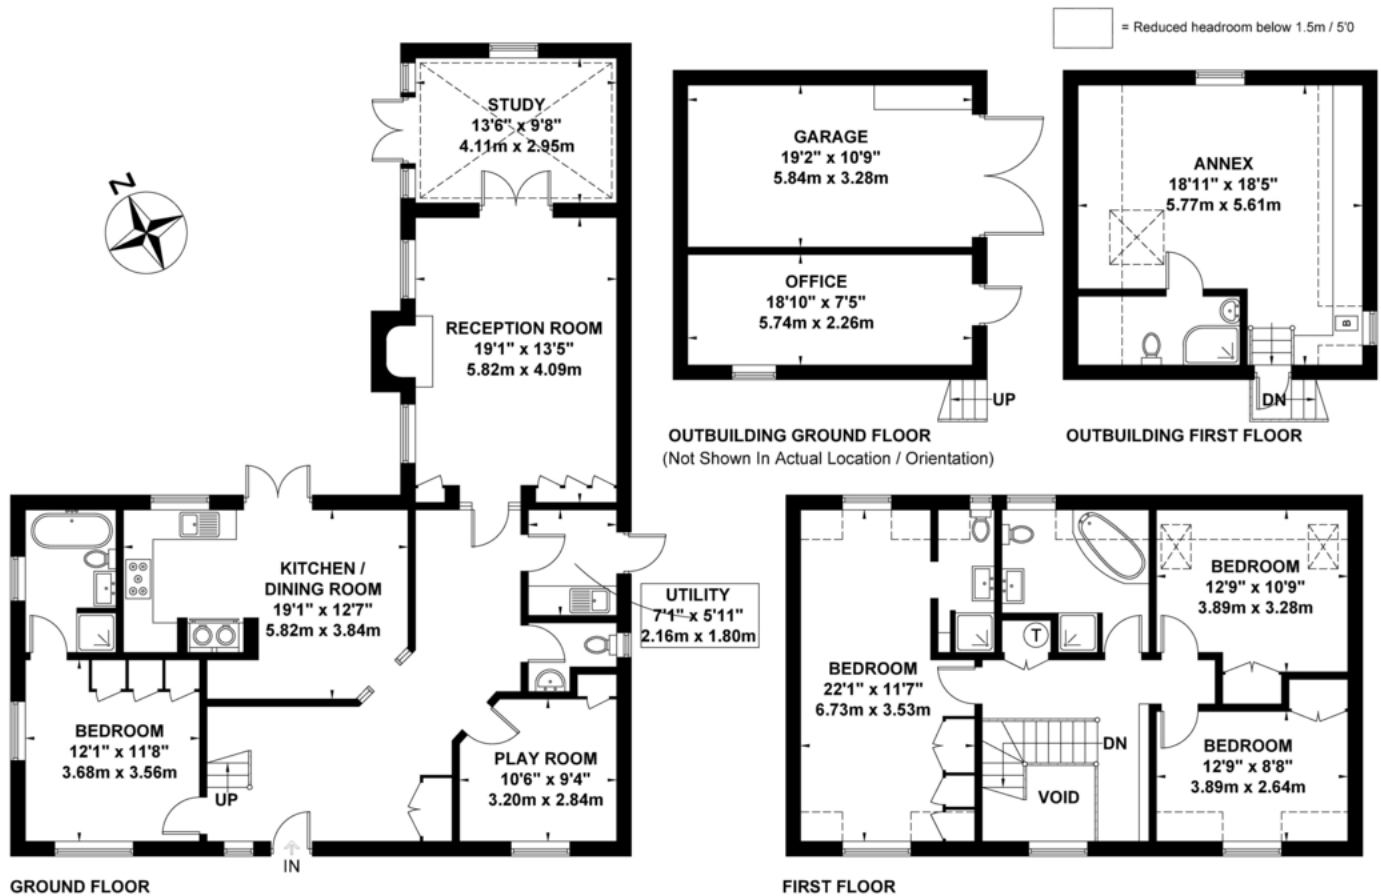 = Reduced headroom below 1.5m / 5'0
N
STUDY
13'6" x 9'8"
4.11m x 2.95m
RECEPTION ROOM
19'1" x 13'5"
5.82m x 4.09m
KITCHEN /
DINING ROOM
19'1" x 12'7"
5.82m x 3.84m
UTILITY
7'1" x 5'11"
2.16m x 1.80m
BEDROOM
12'1" x 11'8"
3.68m x 3.56m
UP
PLAY ROOM
10'6" x 9'4"
3.20m x 2.84m
IN
GROUND FLOOR
GARAGE
19'2" x 10'9"
5.84m x 3.28m
OFFICE
18'10" x 7'5"
5.74m x 2.26m
UP
OUTBUILDING GROUND FLOOR
(Not Shown In Actual Location / Orientation)
ANNEX
18'11" x 18'5"
5.77m x 5.61m
B
DN
OUTBUILDING FIRST FLOOR
BEDROOM
22'1" x 11'7"
6.73m x 3.53m
T
BEDROOM
12'9" x 10'9"
3.89m x 3.28m
DN
VOID
BEDROOM
12'9" x 8'8"
3.89m x 2.64m
FIRST FLOOR